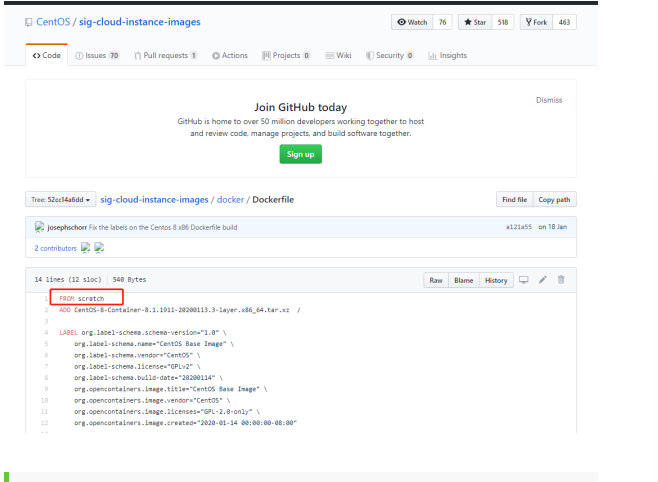 CentOS / sig-cloud-instance-images
Watch 76 Star 518 Fork 463
Code Issues 70 Pull requests 1 Actions Projects 0 Wiki Security 0 Insights
Dismiss
Join GitHub today
GitHub is home to over 50 million developers working together to host
and review code, manage projects, and build software together.
Sign up
Tree: 52cc14a6dd sig-cloud-instance-images / docker / Dockerfile Find file Copy path
josephschorr Fix the labels on the Centos 8 x86 Dockerfile build a121a55 on 18 Jan
2 contributors
14 lines (12 sloc) 540 Bytes Raw Blame History
1 FROM scratch
2 ADD CentOS-8-Container-8.1.1911-20200113.3-layer.x86_64.tar.xz /
3
4 LABEL org.label-schema.schema-version="1.0" \
5 org.label-schema.name="CentOS Base Image" \
6 org.label-schema.vendor="CentOS" \
7 org.label-schema.license="GPLv2" \
8 org.label-schema.build-date="20200114" \
9 org.opencontainers.image.title="CentOS Base Image" \
10 org.opencontainers.image.vendor="CentOS" \
11 org.opencontainers.image.licenses="GPL-2.0-only" \
12 org.opencontainers.image.created="2020-01-14 00:00:00-08:00"